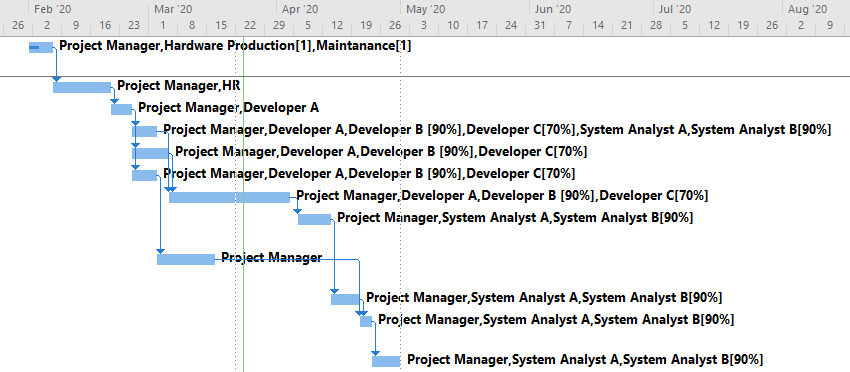 Feb '20 Mar '20 Apr '20 May '20 Jun '20 Jul '20 Aug '20
26 2 9 16 23 1 8 15 22 29 5 12 19 26 3 10 17 24 31 7 14 21 28 5 12 19 26 2 9
Project Manager,Hardware Production[1],Maintanance[1]
Project Manager,HR
Project Manager,Developer A
Project Manager,Developer A,Developer B [90%],Developer C[70%],System Analyst A,System Analyst B[90%]
Project Manager,Developer A,Developer B [90%],Developer C[70%]
Project Manager,Developer A,Developer B [90%],Developer C[70%]
Project Manager,Developer A,Developer B [90%],Developer C[70%]
Project Manager,System Analyst A,System Analyst B[90%]
Project Manager
Project Manager,System Analyst A,System Analyst B[90%]
Project Manager,System Analyst A,System Analyst B[90%]
Project Manager,System Analyst A,System Analyst B[90%]